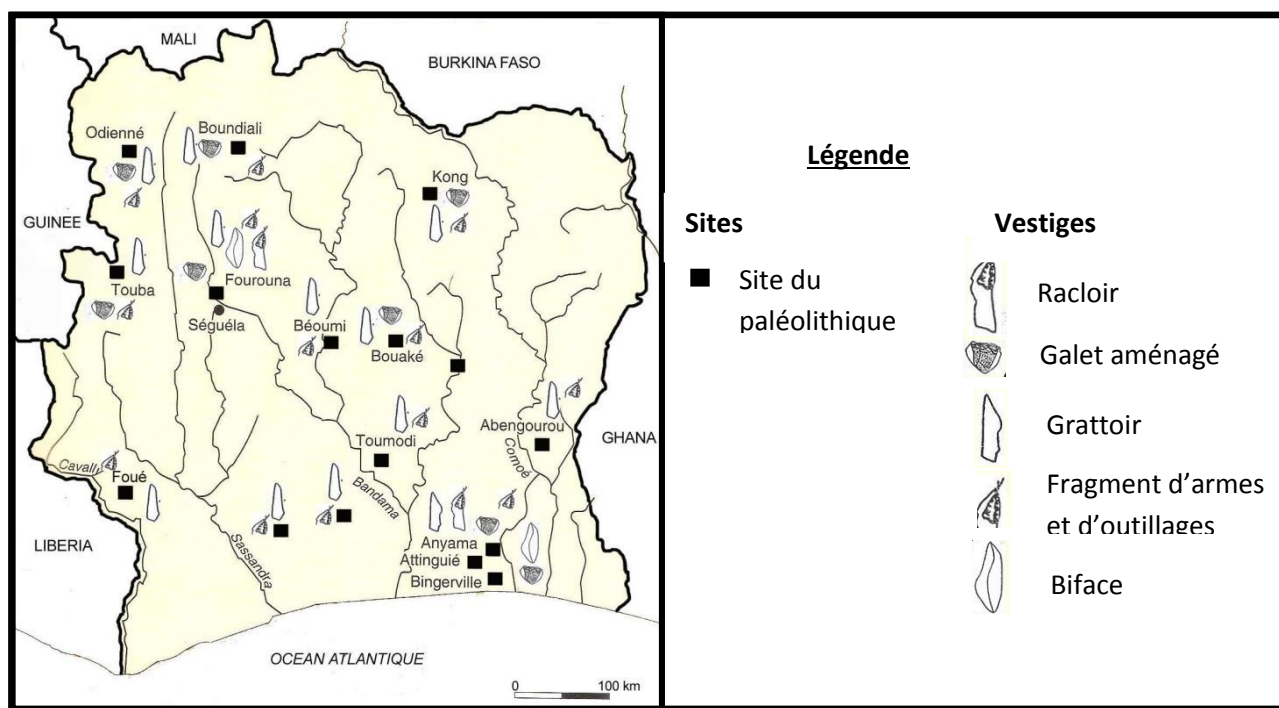 MALI
BURKINA FASO
Odienné
Boundiali
Kong
GUINEE
Touba
Fourouna
Séguéla
Béoumi
Bouaké
Toumodi
Abengourou
GHANA
Comoé
Cavally
Foué
Bandama
Sassandra
LIBERIA
Anyama
Attinguié
Bingerville
OCEAN ATLANTIQUE
0 100 km
Légende
Sites
Site du
paléolithique
Vestiges
Racloir
Galet aménagé
Grattoir
Fragment d’armes
et d’outillages
Biface